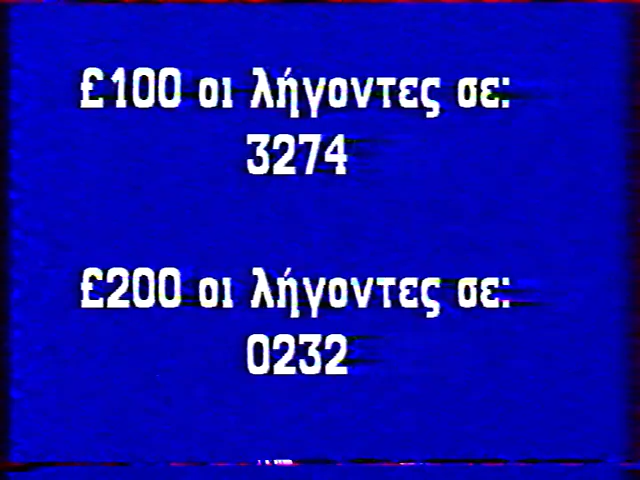 £100 οι λήγοντες σε:
3274
£200 οι λήγοντες σε:
0232